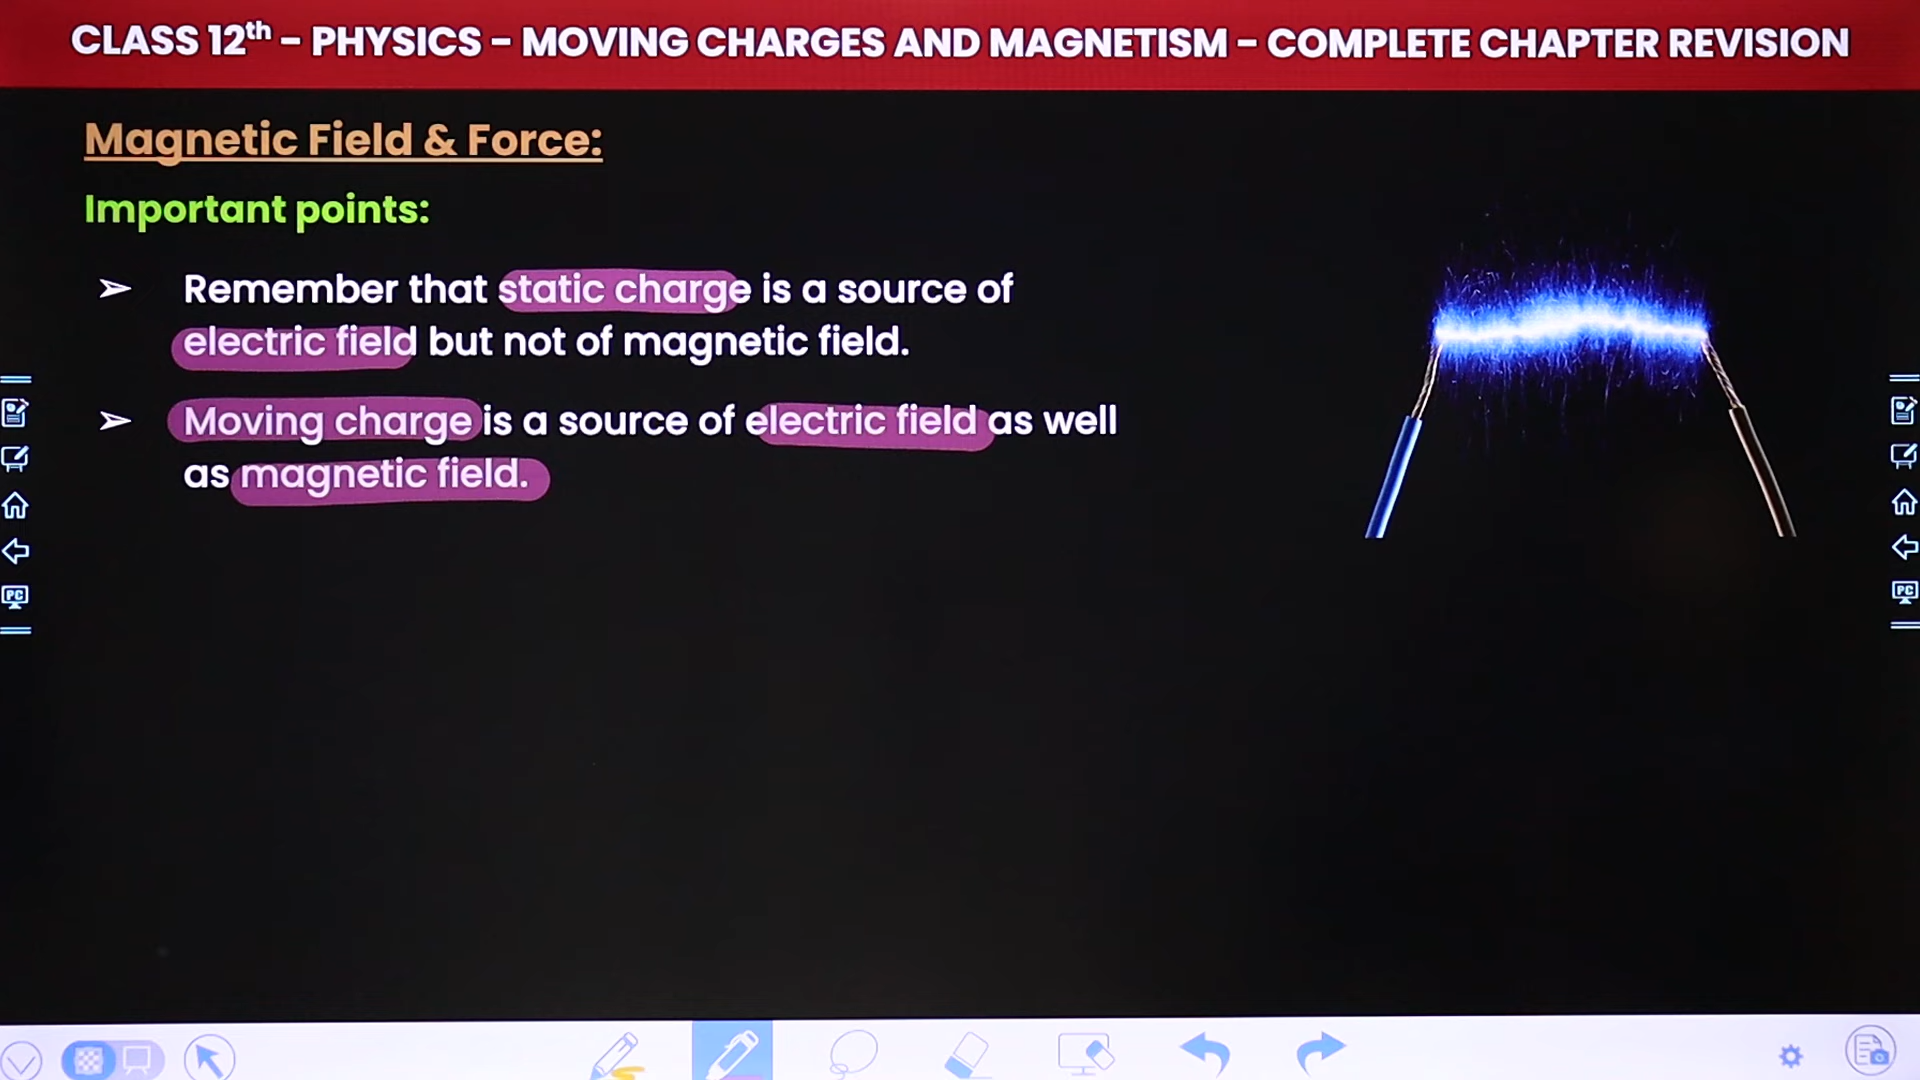 CLASS 12th – PHYSICS – MOVING CHARGES AND MAGNETISM – COMPLETE CHAPTER REVISION
Magnetic Field & Force:
Important points:
➢ Remember that static charge is a source of
electric field but not of magnetic field.
➢ Moving charge is a source of electric field as well
as magnetic field.
PC
PC